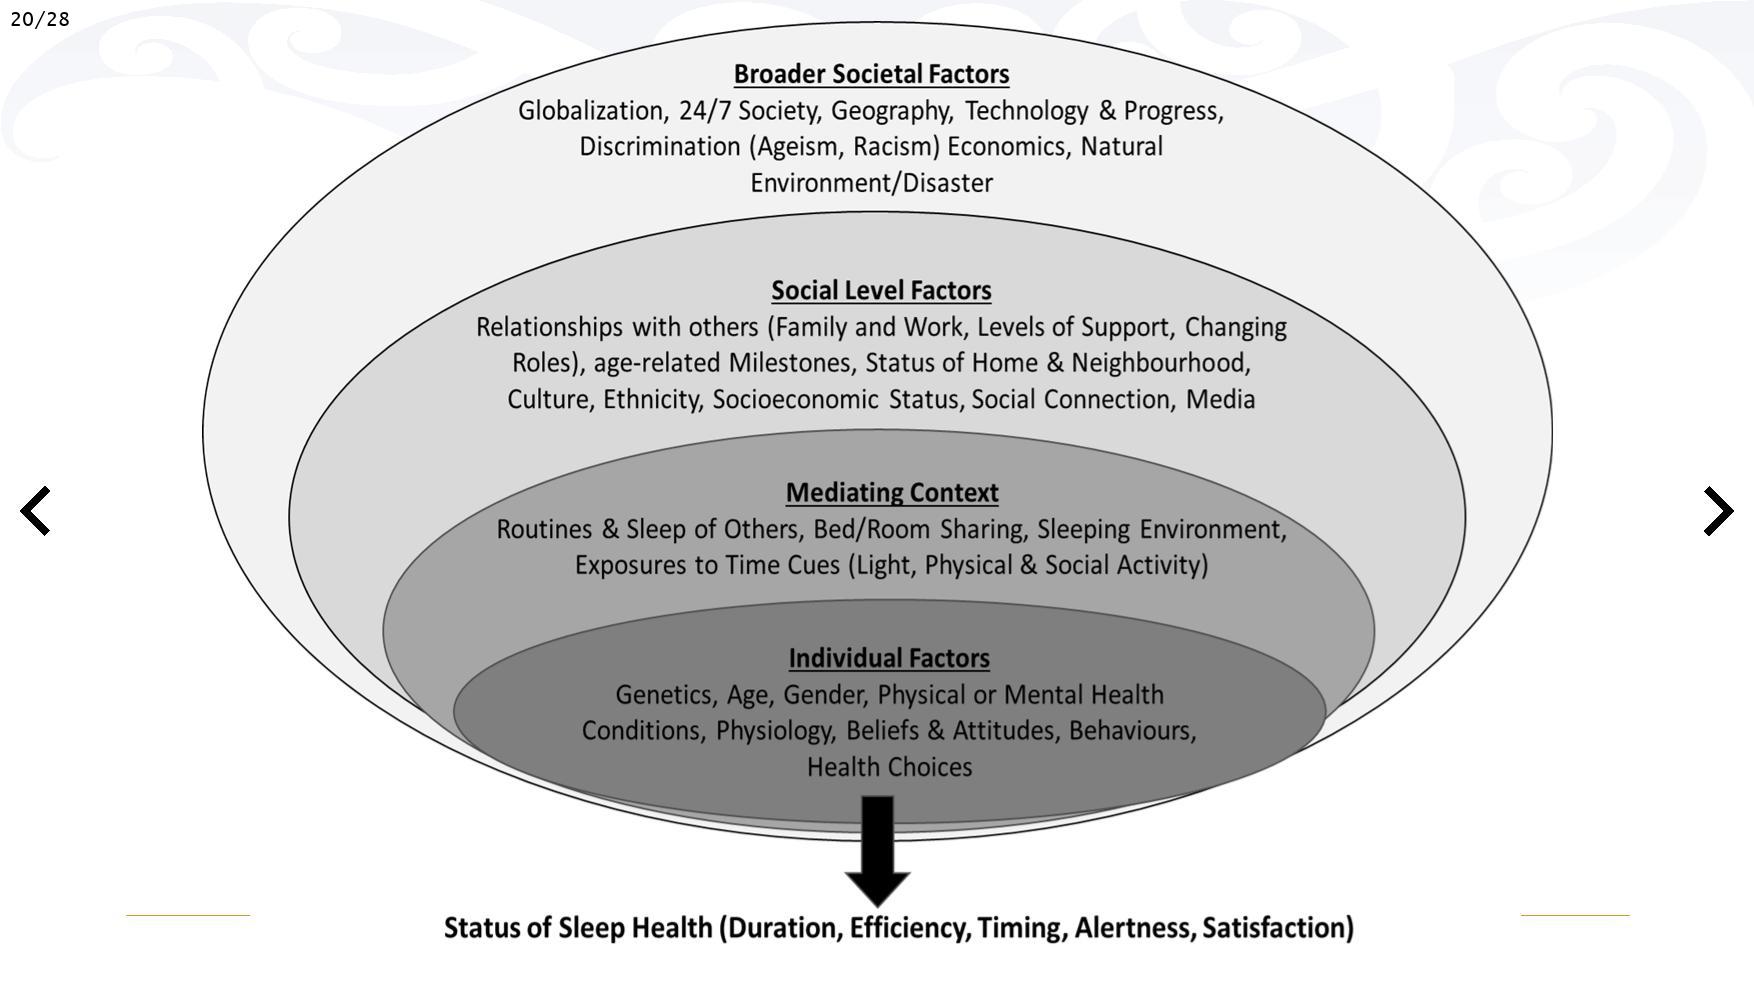 20/28
Broader Societal Factors
Globalization, 24/7 Society, Geography, Technology & Progress,
Discrimination (Ageism, Racism) Economics, Natural
Environment/Disaster
Social Level Factors
Relationships with others (Family and Work, Levels of Support, Changing
Roles), age-related Milestones, Status of Home & Neighbourhood,
Culture, Ethnicity, Socioeconomic Status, Social Connection, Media
Mediating Context
Routines & Sleep of Others, Bed/Room Sharing, Sleeping Environment,
Exposures to Time Cues (Light, Physical & Social Activity)
Individual Factors
Genetics, Age, Gender, Physical or Mental Health
Conditions, Physiology, Beliefs & Attitudes, Behaviours,
Health Choices
Status of Sleep Health (Duration, Efficiency, Timing, Alertness, Satisfaction)